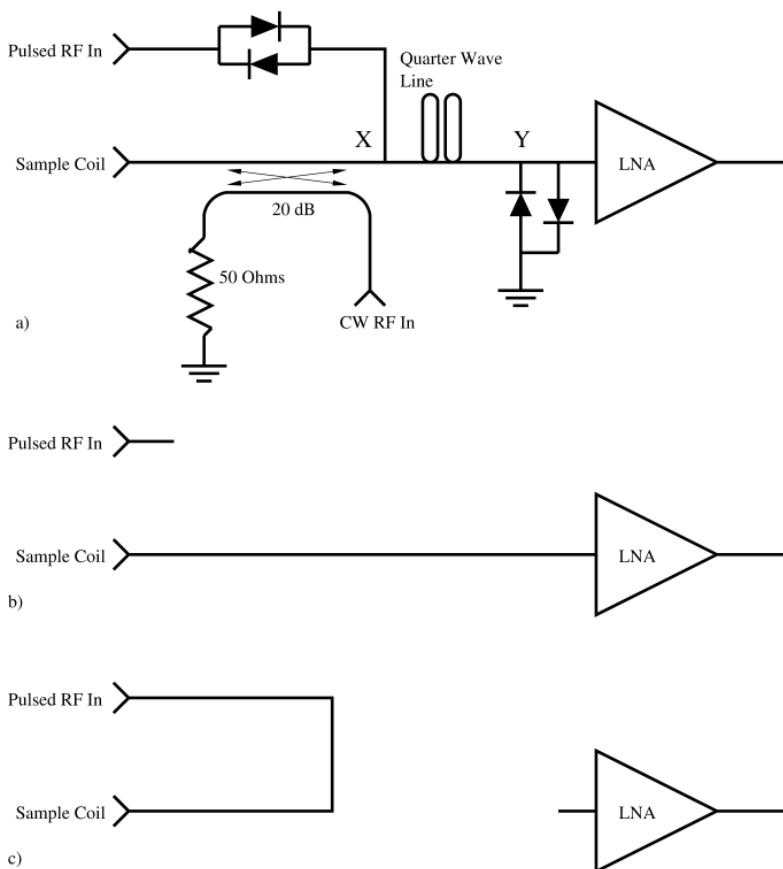 Pulsed RF In
Quarter Wave
Line
X
Y
Sample Coil
LNA
20 dB
50 Ohms
CW RF In
a)
Pulsed RF In
Sample Coil
LNA
b)
Pulsed RF In
Sample Coil
LNA
c)